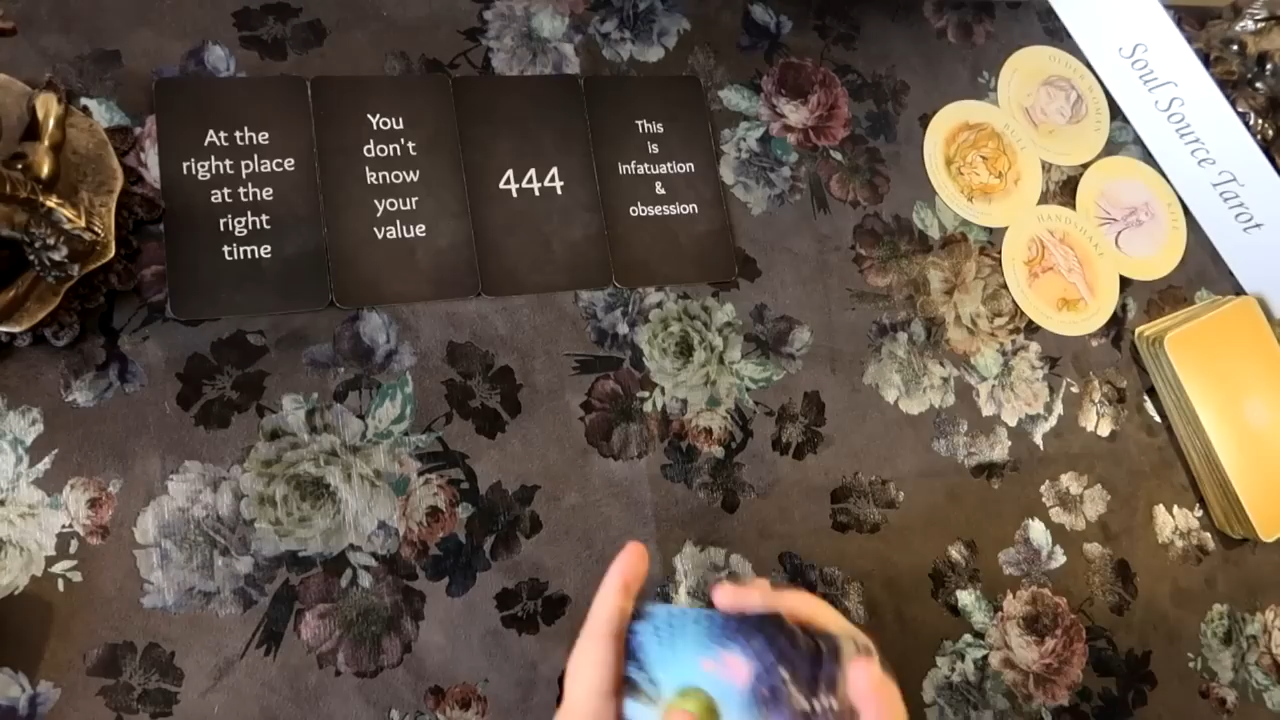 At the
right place
at the
right
time
You
don't
know
your
value
444
This
is
infatuation
&
obsession
OLDER WOMAN
RUBY
KITE
HANDSHAKE
Soul Source Tarot